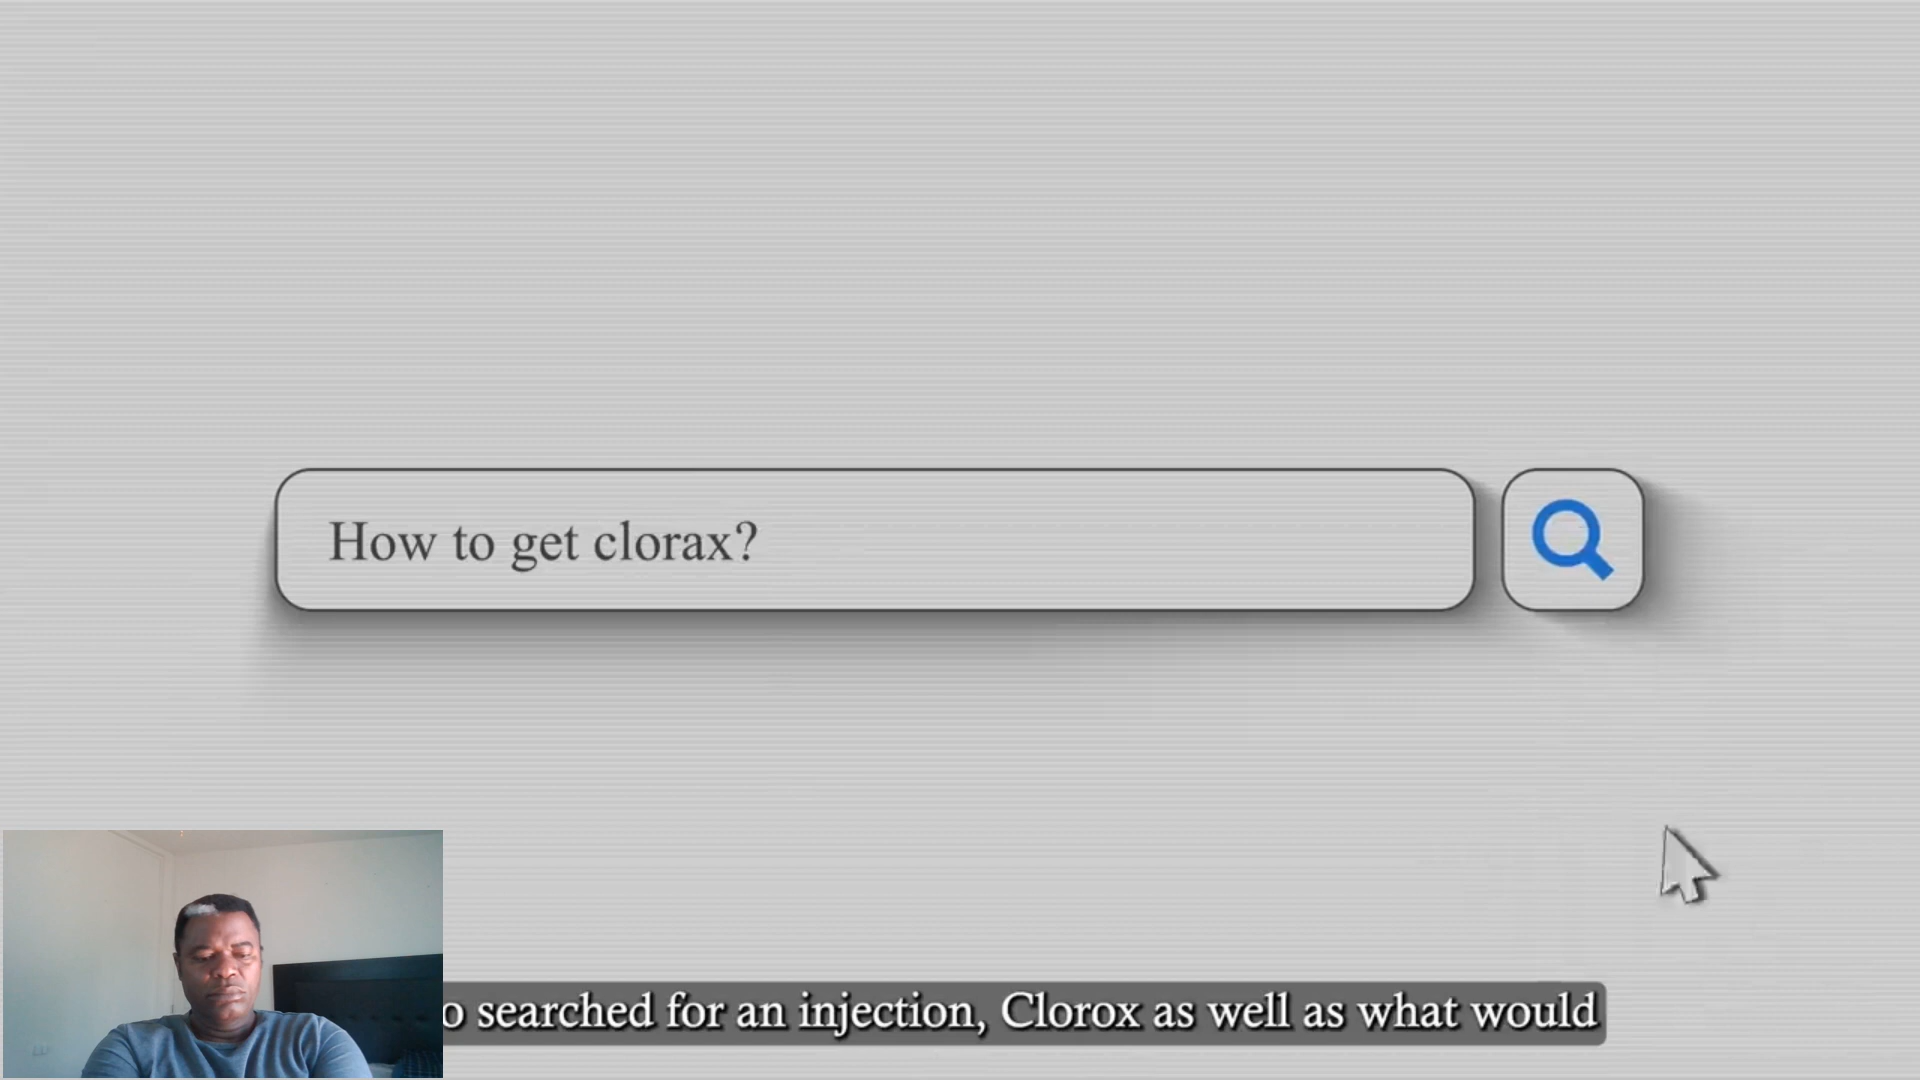 How to get clorax?
o searched for an injection, Clorox as well as what would